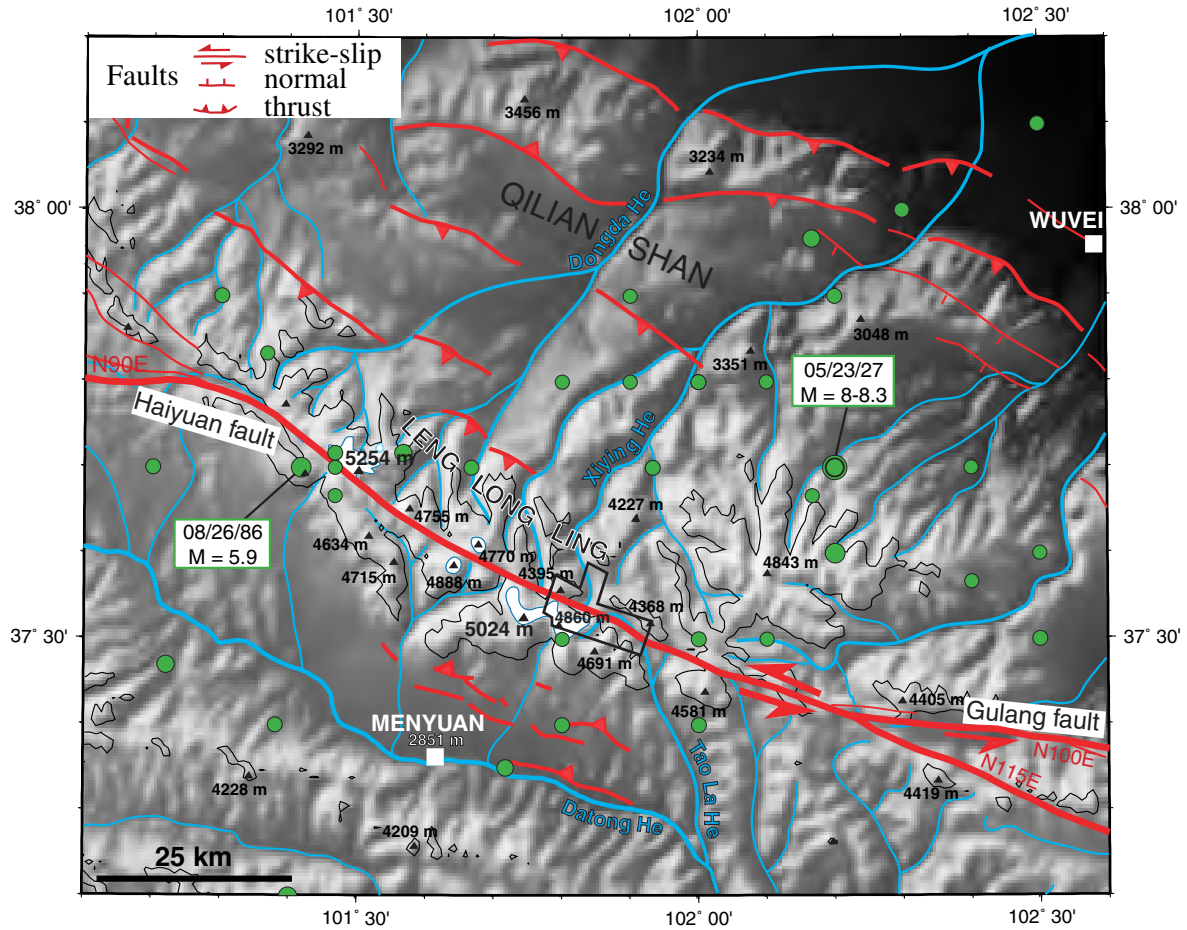 101˚ 30' 102˚ 00' 102˚ 30'
Faults
strike-slip
normal
thrust
3456 m
3292 m
3234 m
QILIAN SHAN
Dongda He
38˚ 00'
38˚ 00'
WUVEI
3048 m
3351 m
N90E
Haiyuan fault
05/23/27
M = 8-8.3
LENG LONG LING
Xiying He
5254 m
4755 m
4227 m
08/26/86
M = 5.9
4634 m
4715 m
4770 m
4888 m
4395 m
4843 m
4368 m
4860 m
5024 m
37˚ 30'
37˚ 30'
4691 m
4581 m
4405 m
Gulang fault
MENYUAN
2851 m
N100E
N115E
Tao La He
4228 m
4419 m
Datong He
4209 m
25 km
101˚ 30' 102˚ 00' 102˚ 30'